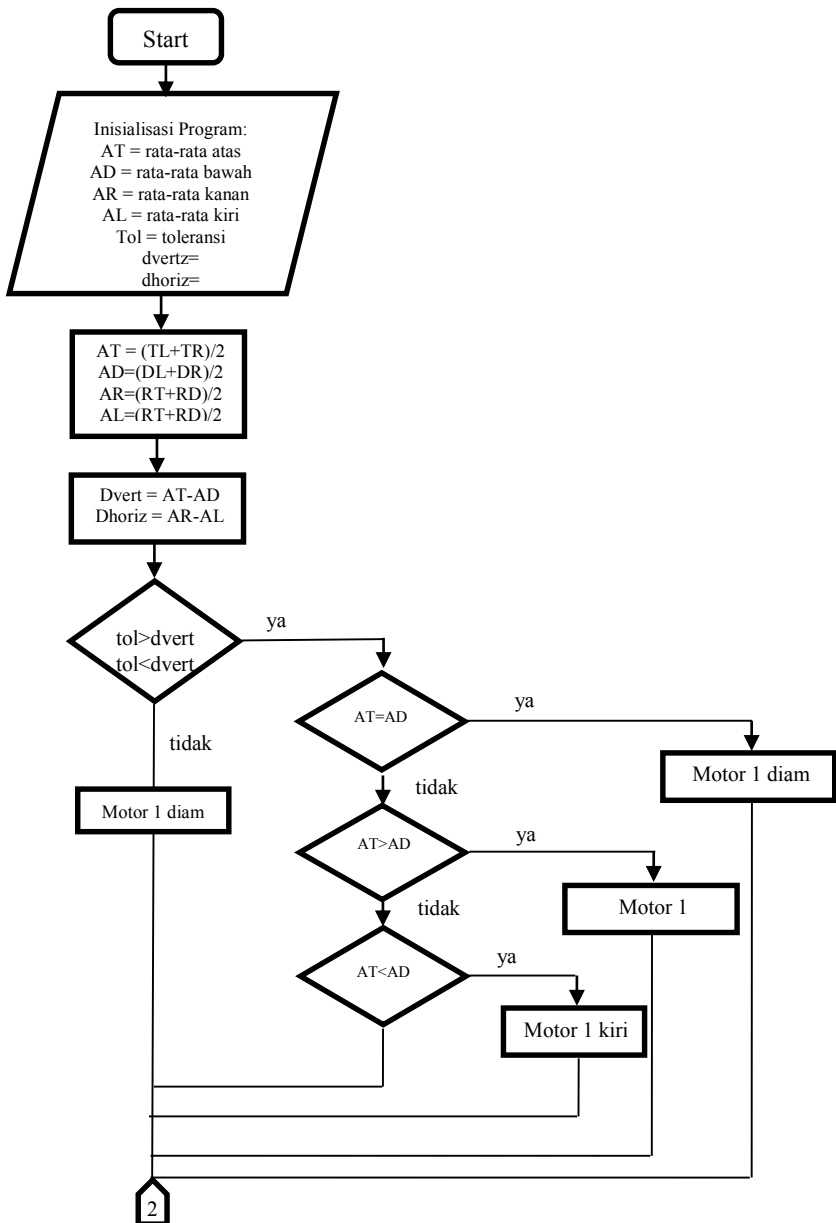 Start
Inisialisasi Program:
AT = rata-rata atas
AD = rata-rata bawah
AR = rata-rata kanan
AL = rata-rata kiri
Tol = toleransi
dvertz=
dhoriz=
AT = (TL+TR)/2
AD=(DL+DR)/2
AR=(RT+RD)/2
AL=(RT+RD)/2
Dvert = AT-AD
Dhoriz = AR-AL
tol>dvert
tol<dvert
ya
tidak
Motor 1 diam
AT=AD
ya
Motor 1 diam
tidak
AT>AD
ya
Motor 1
tidak
AT<AD
ya
Motor 1 kiri
2